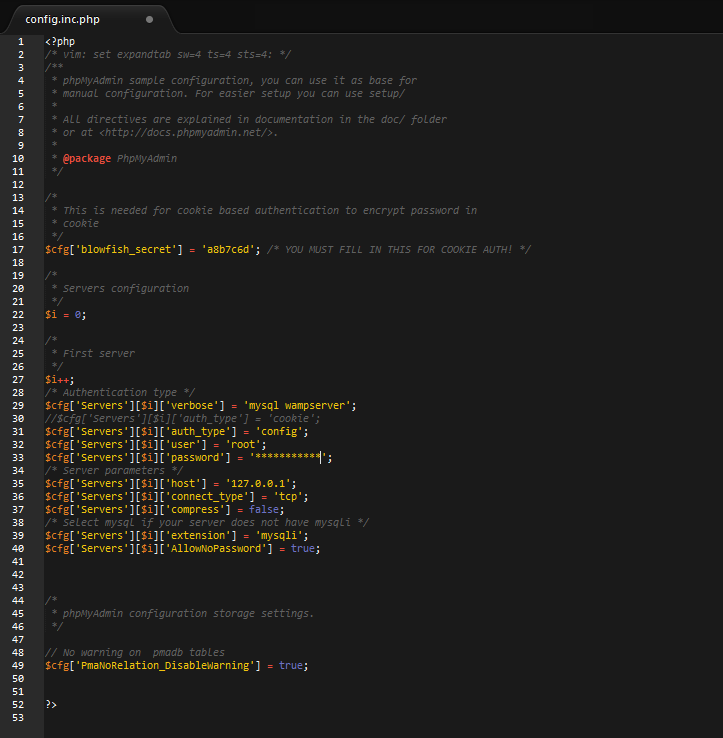 config.inc.php
1 <?php
2 /* vim: set expandtab sw=4 ts=4 sts=4: */
3 /**
4  * phpMyAdmin sample configuration, you can use it as base for
5  * manual configuration. For easier setup you can use setup/
6  *
7  * All directives are explained in documentation in the doc/ folder
8  * or at <http://docs.phpmyadmin.net/>.
9  *
10  * @package PhpMyAdmin
11  */
12
13 /*
14  * This is needed for cookie based authentication to encrypt password in
15  * cookie
16  */
17 $cfg['blowfish_secret'] = 'a8b7c6d'; /* YOU MUST FILL IN THIS FOR COOKIE AUTH! */
18
19 /*
20  * Servers configuration
21  */
22 $i = 0;
23
24 /*
25  * First server
26  */
27 $i++;
28 /* Authentication type */
29 $cfg['Servers'][$i]['verbose'] = 'mysql wampserver';
30 //$cfg['Servers'][$i]['auth_type'] = 'cookie';
31 $cfg['Servers'][$i]['auth_type'] = 'config';
32 $cfg['Servers'][$i]['user'] = 'root';
33 $cfg['Servers'][$i]['password'] = '***********';
34 /* Server parameters */
35 $cfg['Servers'][$i]['host'] = '127.0.0.1';
36 $cfg['Servers'][$i]['connect_type'] = 'tcp';
37 $cfg['Servers'][$i]['compress'] = false;
38 /* Select mysql if your server does not have mysqli */
39 $cfg['Servers'][$i]['extension'] = 'mysqli';
40 $cfg['Servers'][$i]['AllowNoPassword'] = true;
41
42
43
44 /*
45  * phpMyAdmin configuration storage settings.
46  */
47
48 // No warning on  pmadb tables
49 $cfg['PmaNoRelation_DisableWarning'] = true;
50
51
52 ?>
53